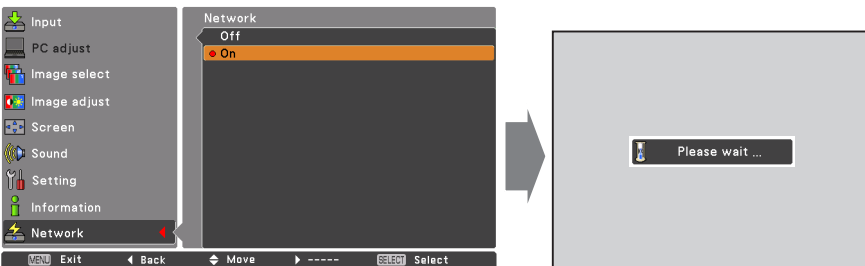 Network
Input
Off
PC adjust
On
Image select
Image adjust
Screen
Sound
Please wait ...
Setting
Information
Network
MENU Exit Back Move ----- SELECT Select